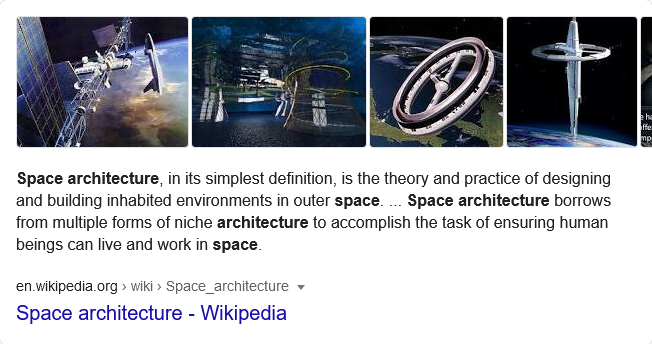 Space architecture, in its simplest definition, is the theory and practice of designing
and building inhabited environments in outer space. ... Space architecture borrows
from multiple forms of niche architecture to accomplish the task of ensuring human
beings can live and work in space.
en.wikipedia.org › wiki › Space_architecture
Space architecture - Wikipedia